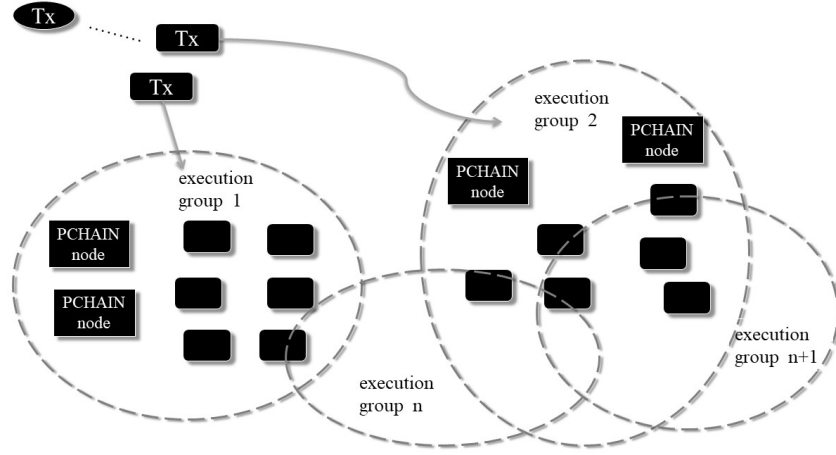 Tx
Tx
Tx
execution
group 1
PCHAIN
node
PCHAIN
node
execution
group 2
PCHAIN
node
PCHAIN
node
execution
group n
execution
group n+1